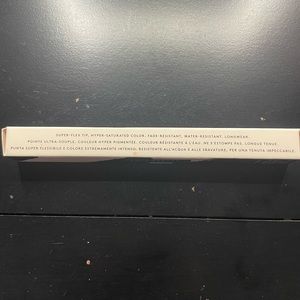 SUPER-FLEX TIP, HYPER-SATURATED COLOR. FADE-RESISTANT, WATER-RESISTANT, LONGWEAR.
POINTE ULTRA-SOUPLE, COULEUR HYPER PIGMENTÉE. COULEUR RÉSISTANTE À L'EAU, NE S'ESTOMPE PAS, LONGUE TENUE.
PUNTA SUPER FLESSIBILE E COLORE ESTREMAMENTE INTENSO, RESISTENTE ALL'ACQUA E ALLE SBAVATURE, PER UNA TENUTA IMPECCABILE.